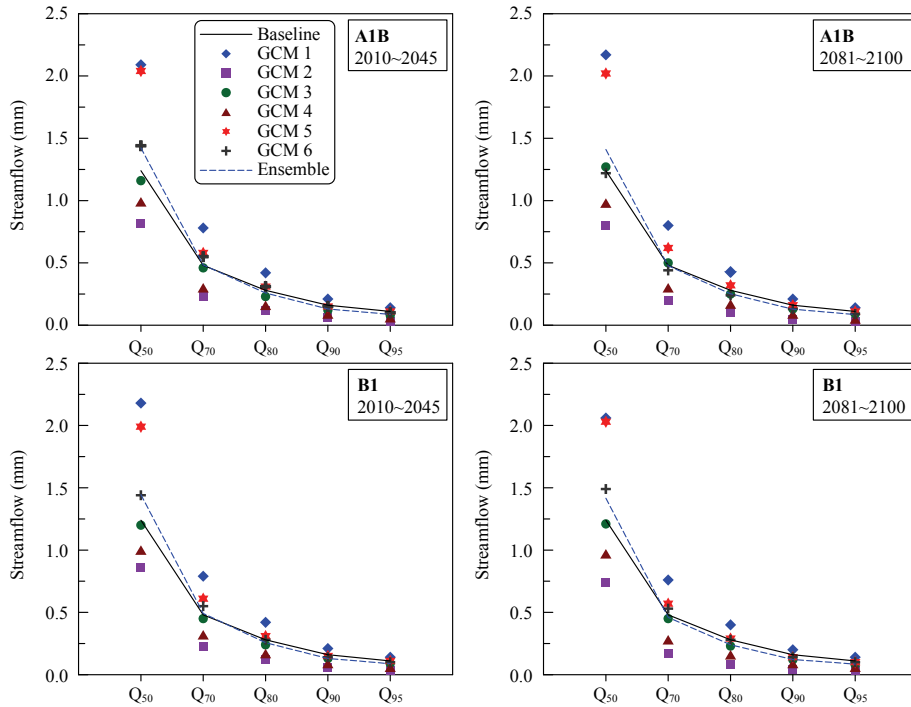 2.5
2.0
1.5
1.0
0.5
0.0
Streamflow (mm)
Baseline
GCM 1
GCM 2
GCM 3
GCM 4
GCM 5
GCM 6
Ensemble
A1B
2010~2045
Q₅₀ Q₇₀ Q₈₀ Q₉₀ Q₉₅
2.5
2.0
1.5
1.0
0.5
0.0
Streamflow (mm)
A1B
2081~2100
Q₅₀ Q₇₀ Q₈₀ Q₉₀ Q₉₅
2.5
2.0
1.5
1.0
0.5
0.0
Streamflow (mm)
B1
2010~2045
Q₅₀ Q₇₀ Q₈₀ Q₉₀ Q₉₅
2.5
2.0
1.5
1.0
0.5
0.0
Streamflow (mm)
B1
2081~2100
Q₅₀ Q₇₀ Q₈₀ Q₉₀ Q₉₅